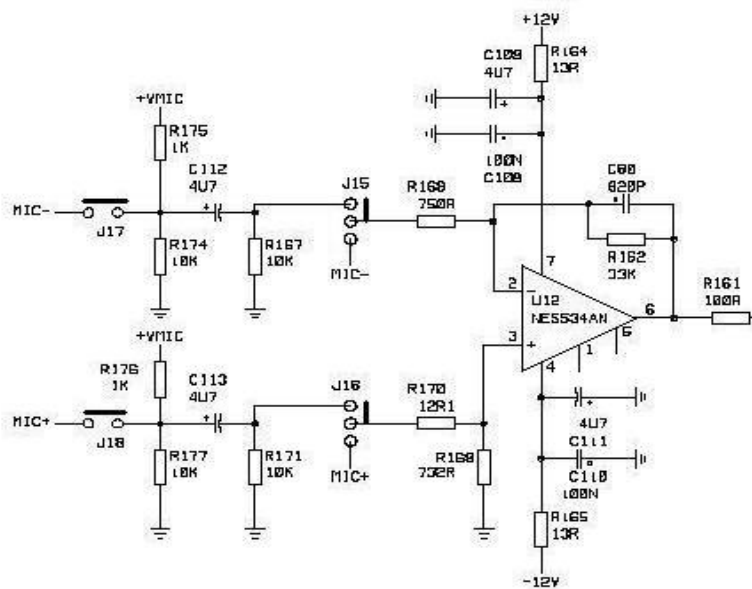 +12V
C109
4U7
R164
13R
+VMIC
R175
1K
100N
C108
C112
4U7
J15
R168
750R
C80
820P
MIC-
J17
R174
10K
R167
10K
MIC-
R162
33K
7
2
-
U12
NE5534AN
6
R161
100R
3
+
5
1
4
+VMIC
R176
1K
C113
4U7
J16
R170
12R1
MIC+
J18
R177
10K
R171
10K
MIC+
R169
732R
4U7
C111
C110
100N
R165
13R
-12V